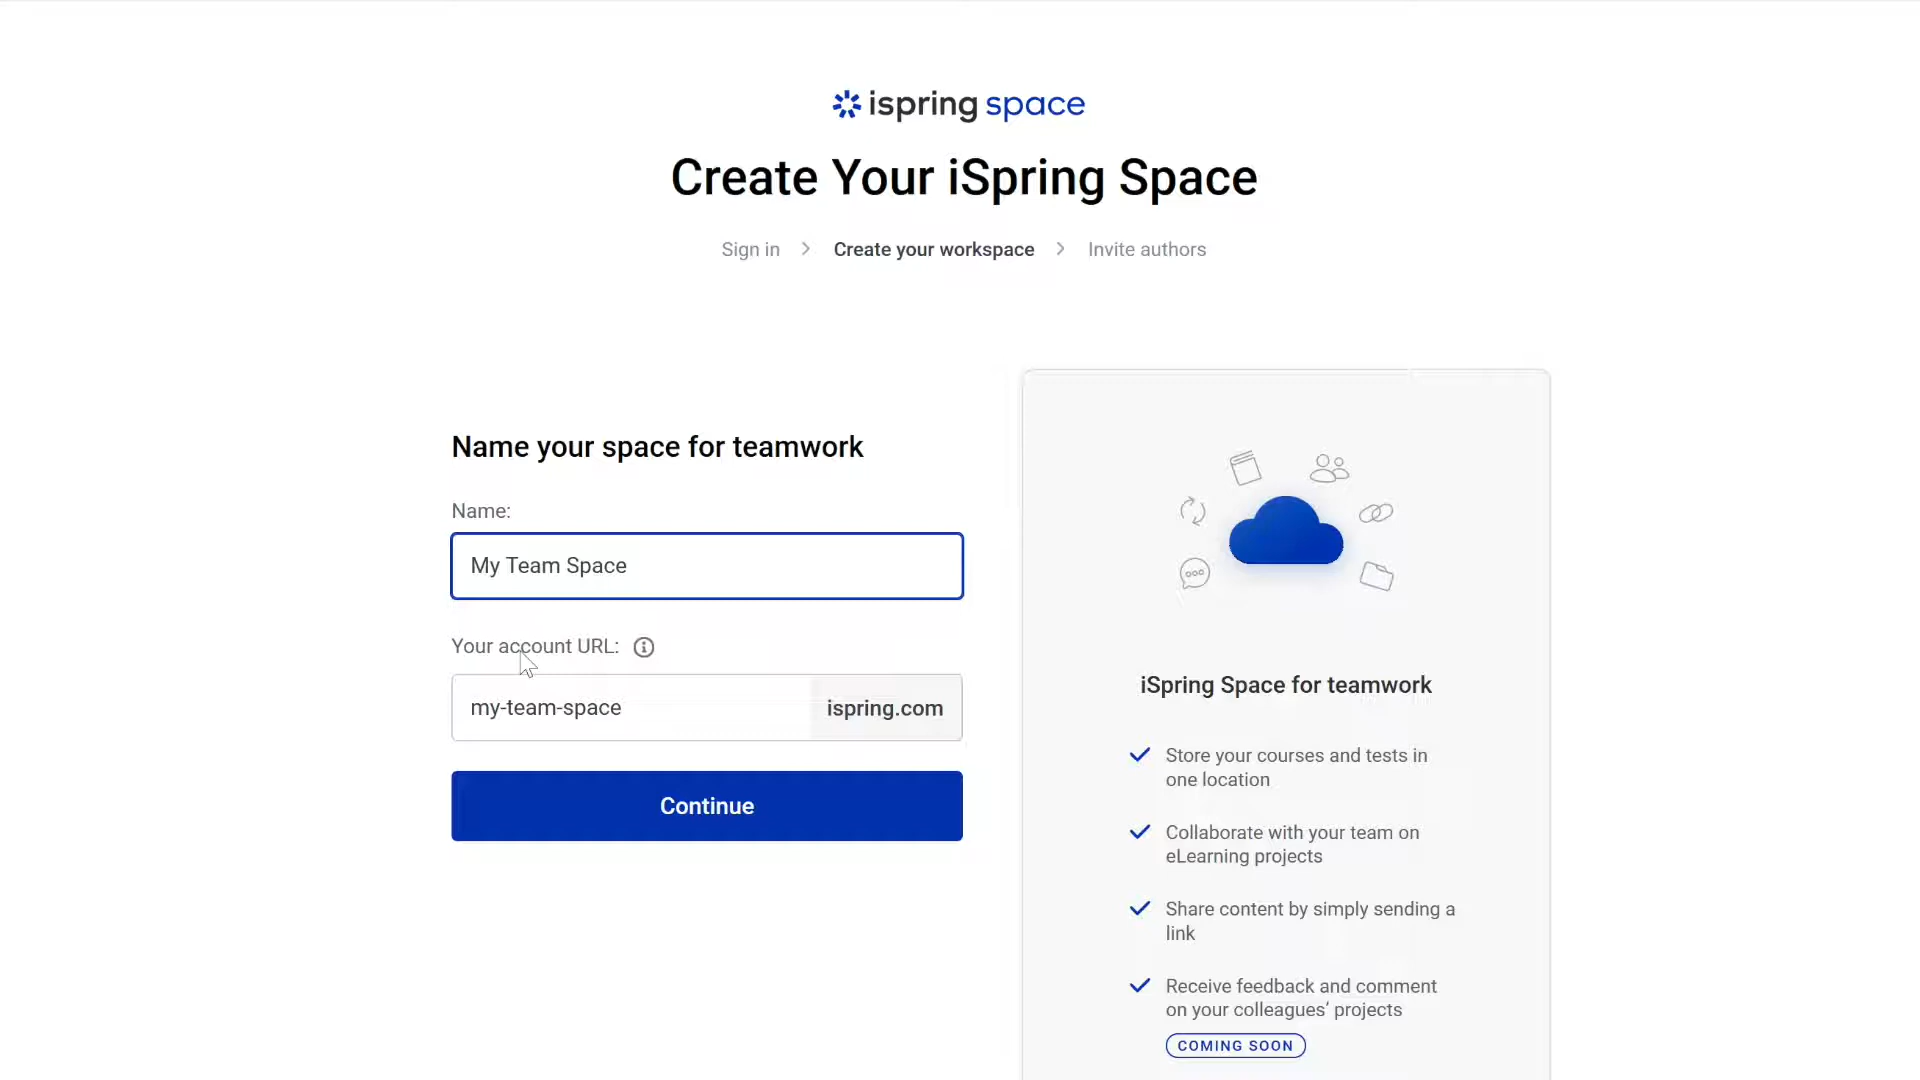 ispring space
Create Your iSpring Space
Sign in > Create your workspace > Invite authors
Name your space for teamwork
Name:
My Team Space
Your account URL:
my-team-space ispring.com
Continue
iSpring Space for teamwork
Store your courses and tests in
one location
Collaborate with your team on
eLearning projects
Share content by simply sending a
link
Receive feedback and comment
on your colleagues’ projects
COMING SOON